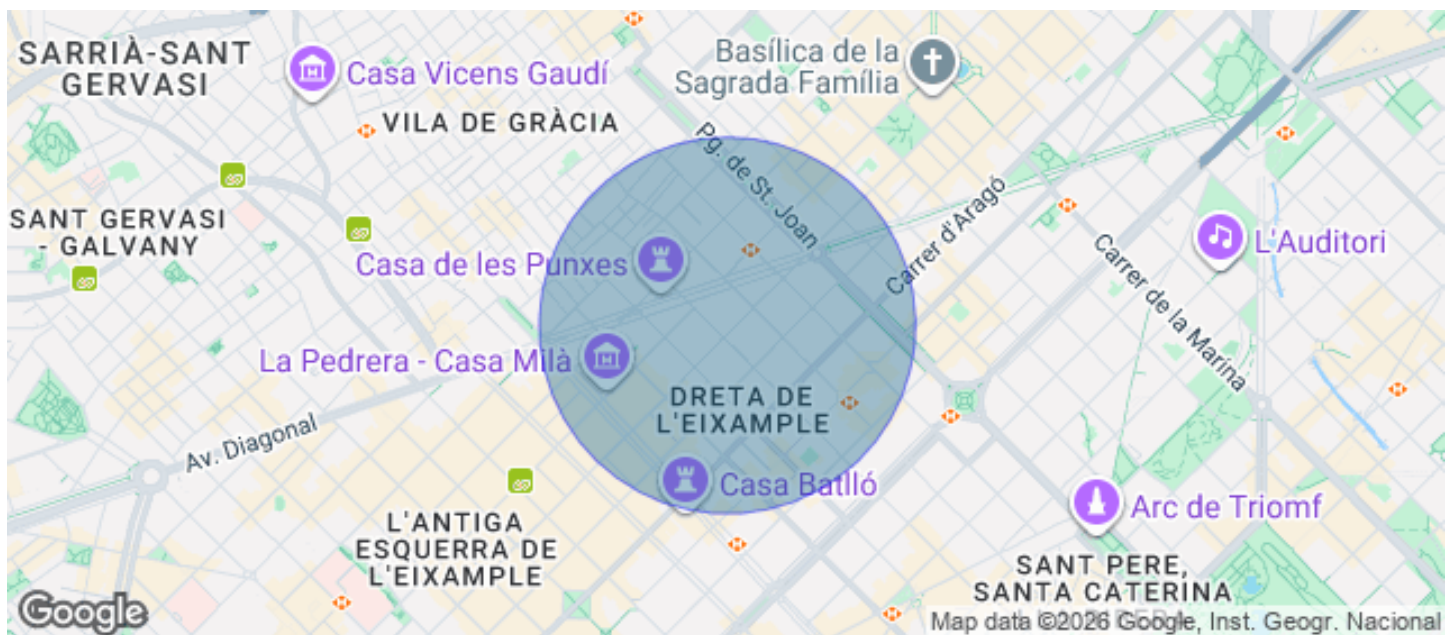 SARRIÀ-SANT
GERVASI
Casa Vicens Gaudí
Basílica de la
Sagrada Família
VILA DE GRÀCIA
Pg. de St. Joan
SANT GERVASI
- GALVANY
Casa de les Punxes
Carrer d'Aragó
L'Auditori
Carrer de la Marina
La Pedrera - Casa Milà
DRETA DE
L'EIXAMPLE
Av. Diagonal
Casa Batlló
Arc de Triomf
L'ANTIGA
ESQUERRA DE
L'EIXAMPLE
SANT PERE,
SANTA CATERINA
Google
Map data ©2026 Google, Inst. Geogr. Nacional